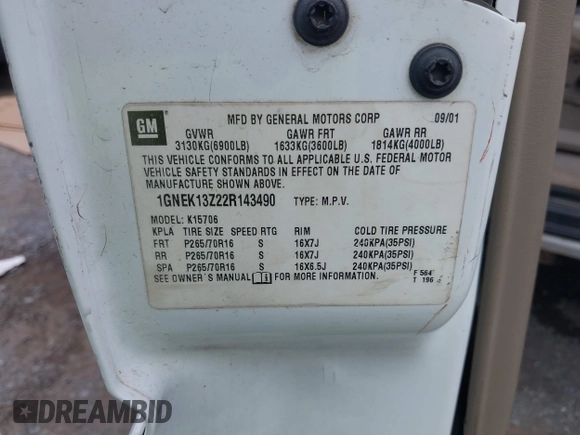 GM
MFD BY GENERAL MOTORS CORP 09/01
GVWR GAWR FRT GAWR RR
3130KG(6900LB) 1633KG(3600LB) 1814KG(4000LB)
THIS VEHICLE CONFORMS TO ALL APPLICABLE U.S. FEDERAL MOTOR
VEHICLE SAFETY STANDARDS IN EFFECT ON THE DATE OF
MANUFACTURE SHOWN ABOVE.
1GNEK13Z22R143490 TYPE: M.P.V.
MODEL: K15706
KPLA TIRE SIZE SPEED RTG RIM COLD TIRE PRESSURE
FRT P265/70R16 S 16X7J 240KPA(35PSI)
RR P265/70R16 S 16X7J 240KPA(35PSI)
SPA P265/70R16 S 16X6.5J 240KPA(35PSI)
SEE OWNER'S MANUAL FOR MORE INFORMATION.
F 564
T 196
DREAMBID